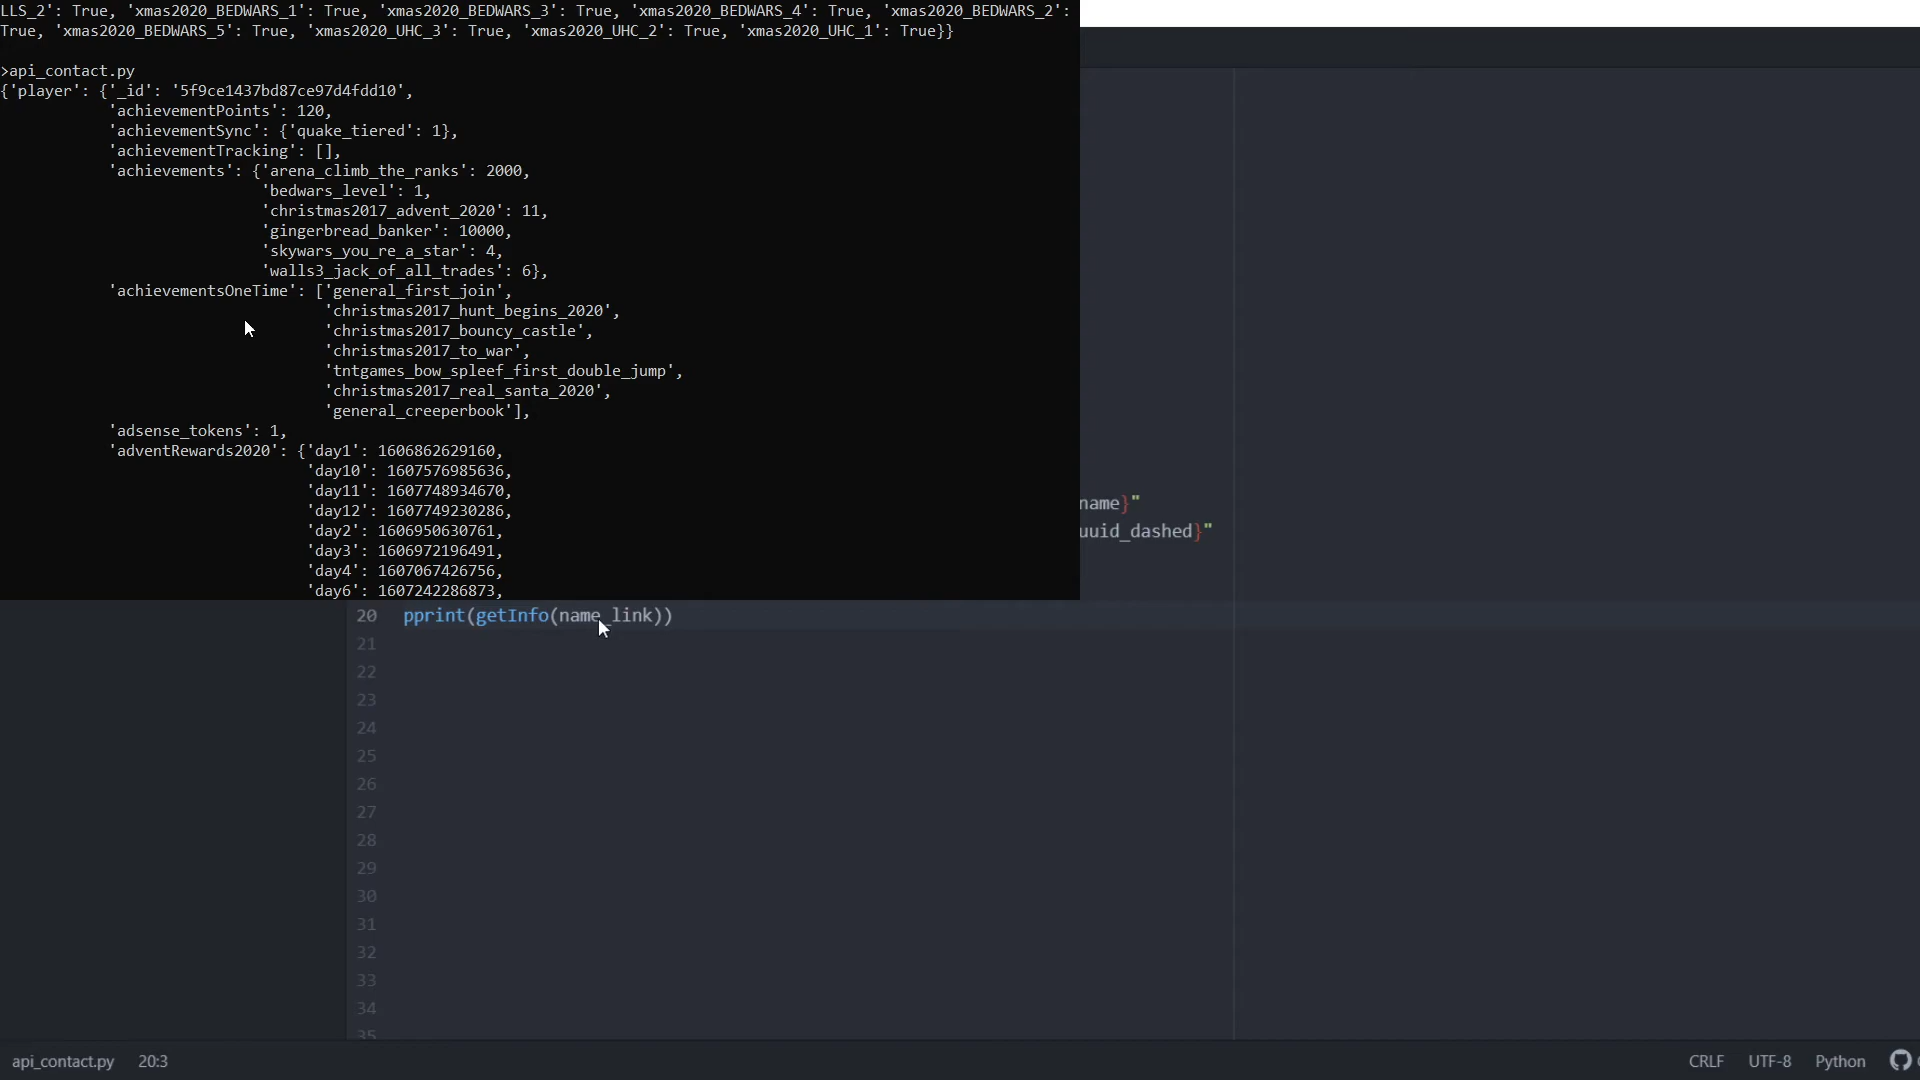 LLS_2': True, 'xmas2020_BEDWARS_1': True, 'xmas2020_BEDWARS_3': True, 'xmas2020_BEDWARS_4': True, 'xmas2020_BEDWARS_2':
True, 'xmas2020_BEDWARS_5': True, 'xmas2020_UHC_3': True, 'xmas2020_UHC_2': True, 'xmas2020_UHC_1': True}}
>api_contact.py
{'player': {'_id': '5f9ce1437bd87ce97d4fdd10',
'achievementPoints': 120,
'achievementSync': {'quake_tiered': 1},
'achievementTracking': [],
'achievements': {'arena_climb_the_ranks': 2000,
'bedwars_level': 1,
'christmas2017_advent_2020': 11,
'gingerbread_banker': 10000,
'skywars_you_re_a_star': 4,
'walls3_jack_of_all_trades': 6},
'achievementsOneTime': ['general_first_join',
'christmas2017_hunt_begins_2020',
'christmas2017_bouncy_castle',
'christmas2017_to_war',
'tntgames_bow_spleef_first_double_jump',
'christmas2017_real_santa_2020',
'general_creeperbook'],
'adsense_tokens': 1,
'adventRewards2020': {'day1': 1606862629160,
'day10': 1607576985636,
'day11': 1607748934670,
'day12': 1607749230286,
'day2': 1606950630761,
'day3': 1606972196491,
'day4': 1607067426756,
'day6': 1607242286873,
name}"
uuid_dashed}"
20 pprint(getInfo(name_link))
21
22
23
24
25
26
27
28
29
30
31
32
33
34
35
api_contact.py 20:3 CRLF UTF-8 Python